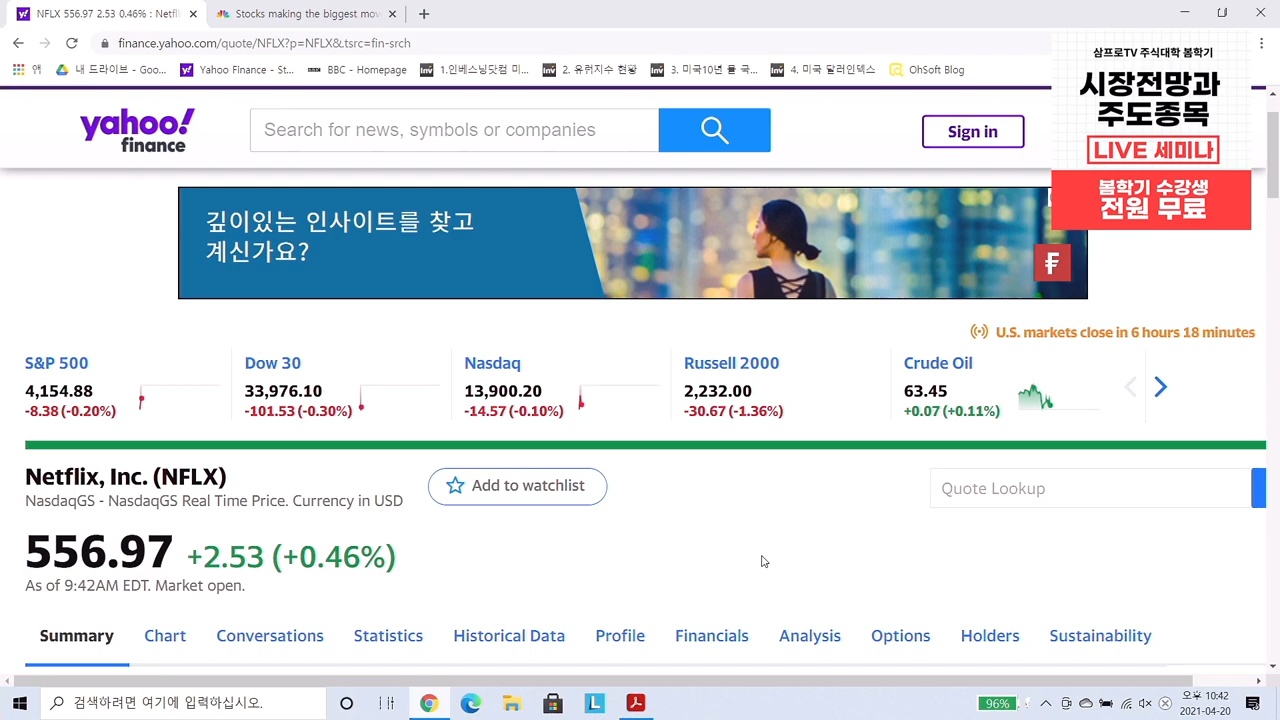 NFLX 556.97 2.53 0.46% : Netfli
Stocks making the biggest mov
finance.yahoo.com/quote/NFLX?p=NFLX&.tsrc=fin-srch
앱
내 드라이브 - Goo...
Yahoo Finance - St...
BBC - Homepage
1.인베스팅닷컴 미...
2. 유럽지수 현황
3. 미국10년 물 국...
4. 미국 달러인덱스
OhSoft Blog
삼프로TV 주식대학 봄학기
시장전망과
주도종목
LIVE 세미나
봄학기 수강생
전원 무료
yahoo!
finance
Search for news, symbols or companies
Sign in
깊이있는 인사이트를 찾고
계신가요?
U.S. markets close in 6 hours 18 minutes
S&P 500
4,154.88
-8.38 (-0.20%)
Dow 30
33,976.10
-101.53 (-0.30%)
Nasdaq
13,900.20
-14.57 (-0.10%)
Russell 2000
2,232.00
-30.67 (-1.36%)
Crude Oil
63.45
+0.07 (+0.11%)
Netflix, Inc. (NFLX)
NasdaqGS - NasdaqGS Real Time Price. Currency in USD
Add to watchlist
Quote Lookup
556.97 +2.53 (+0.46%)
As of 9:42AM EDT. Market open.
Summary Chart Conversations Statistics Historical Data Profile Financials Analysis Options Holders Sustainability
검색하려면 여기에 입력하십시오.
96%
오후 10:42
2021-04-20